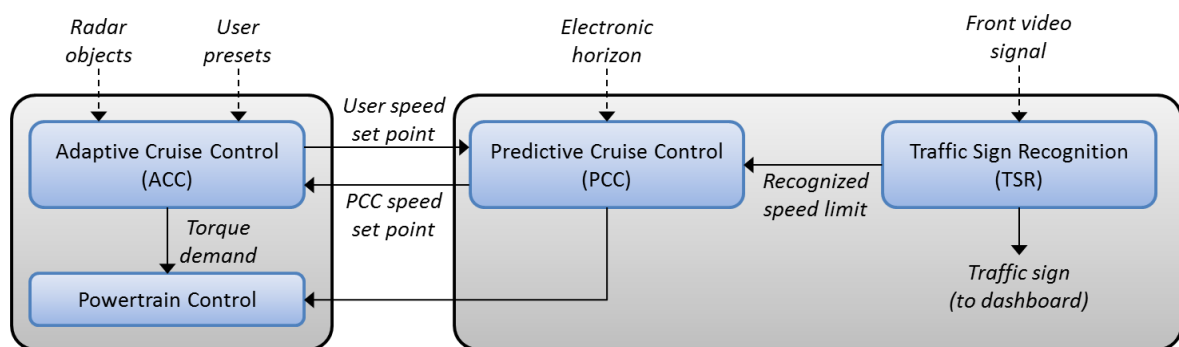 Radar
objects
User
presets
Electronic
horizon
Front video
signal
User speed
set point
Adaptive Cruise Control
(ACC)
Predictive Cruise Control
(PCC)
Traffic Sign Recognition
(TSR)
Recognized
speed limit
PCC speed
set point
Torque
demand
Powertrain Control
Traffic sign
(to dashboard)